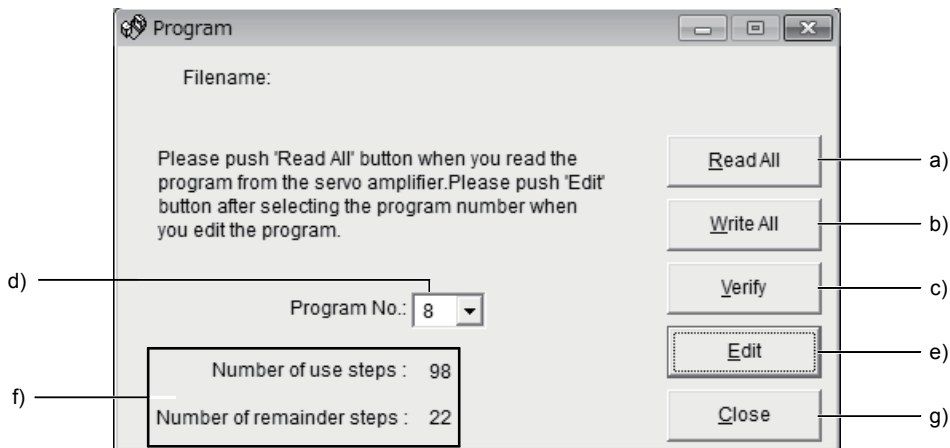 Program
Filename:
Please push 'Read All' button when you read the
program from the servo amplifier.Please push 'Edit'
button after selecting the program number when
you edit the program.
Read All
a)
Write All
b)
Verify
c)
d)
Program No.: 8
Edit
e)
f)
Number of use steps : 98
Number of remainder steps : 22
Close
g)